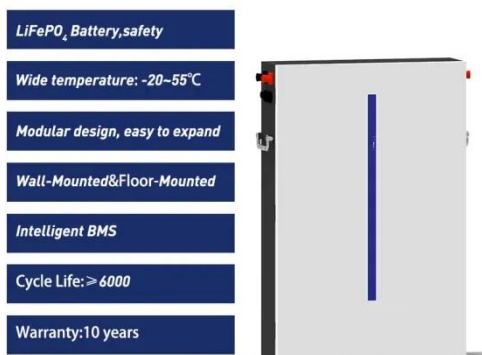 LiFePO₄ Battery,safety
Wide temperature: -20~55℃
Modular design, easy to expand
Wall-Mounted&Floor-Mounted
Intelligent BMS
Cycle Life:≥6000
Warranty:10 years